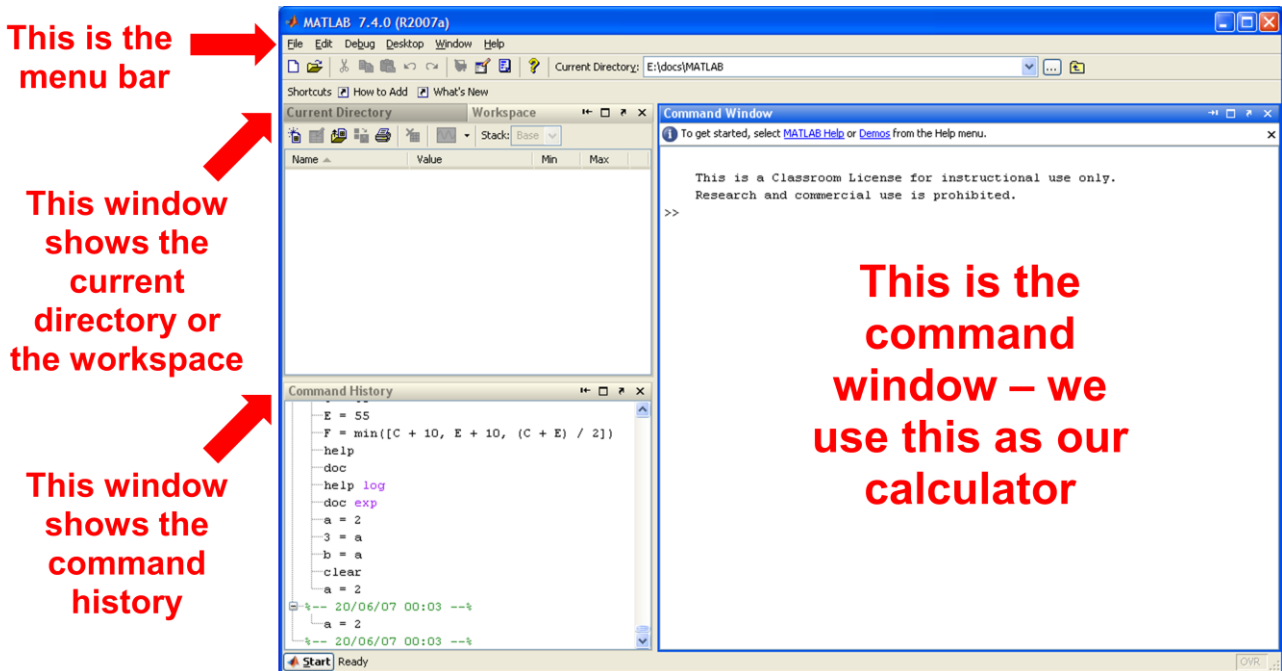 This is the
menu bar
This window
shows the
current
directory or
the workspace
This window
shows the
command
history
MATLAB 7.4.0 (R2007a)
File Edit Debug Desktop Window Help
Current Directory: E:\docs\MATLAB
Shortcuts How to Add What's New
Current Directory Workspace
Stack: Base
Name Value Min Max
Command History
E = 55
F = min([C + 10, E + 10, (C + E) / 2])
help
doc
help log
doc exp
a = 2
3 = a
b = a
clear
a = 2
%-- 20/06/07 00:03 --%
a = 2
%-- 20/06/07 00:03 --%
Command Window
To get started, select MATLAB Help or Demos from the Help menu.
This is a Classroom License for instructional use only.
Research and commercial use is prohibited.
>>
This is the
command
window – we
use this as our
calculator
Start Ready
OVR